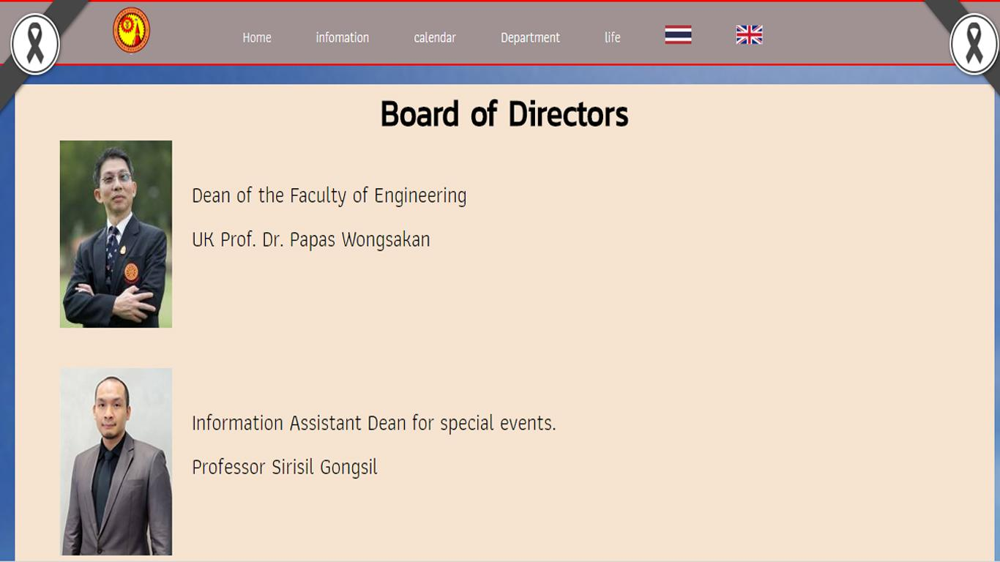 Home infomation calendar Department life
Board of Directors
Dean of the Faculty of Engineering
UK Prof. Dr. Papas Wongsakan
Information Assistant Dean for special events.
Professor Sirisil Gongsil